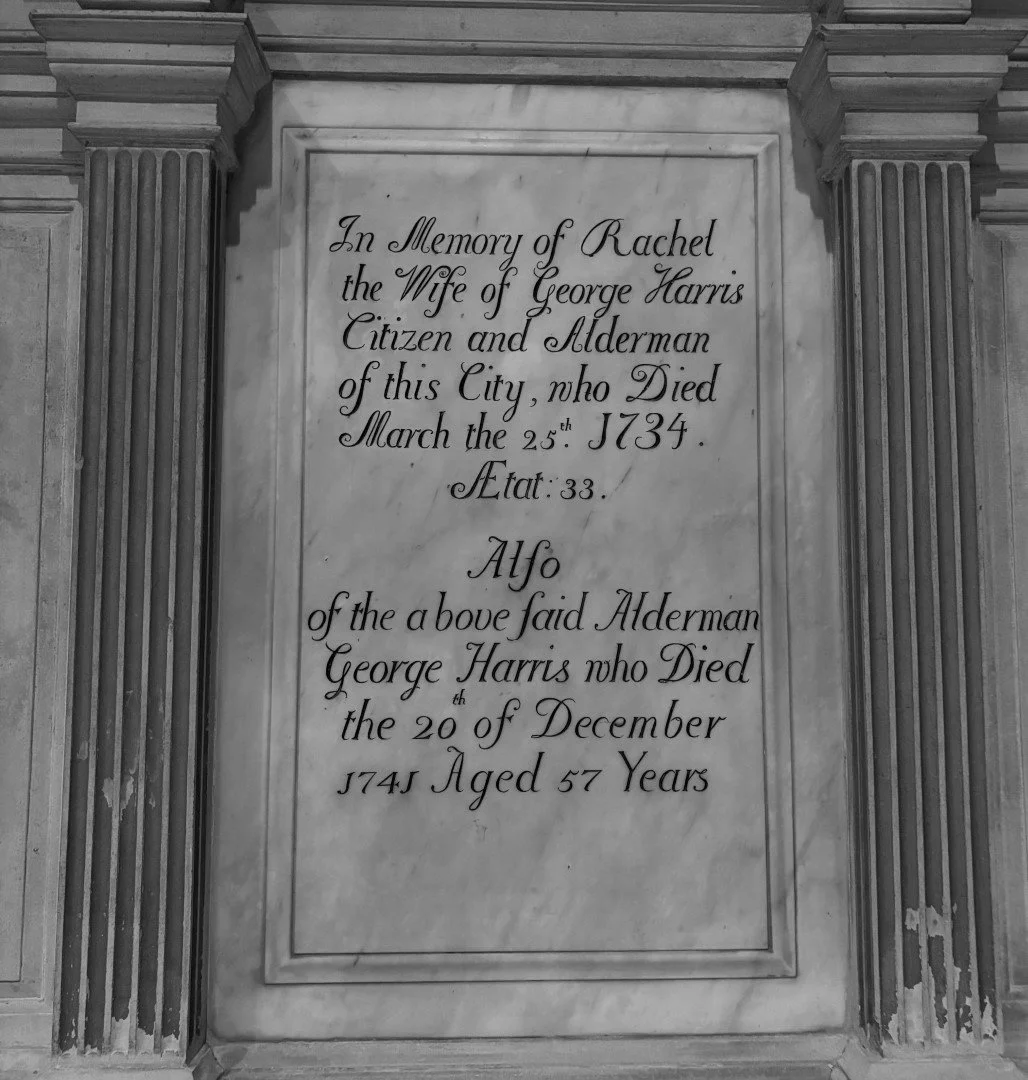 In Memory of Rachel
the Wife of George Harris
Citizen and Alderman
of this City, who Died
March the 25th. 1734.
Ætat: 33.
Alſo
of the above ſaid Alderman
George Harris who Died
the 20th of December
1741 Aged 57 Years